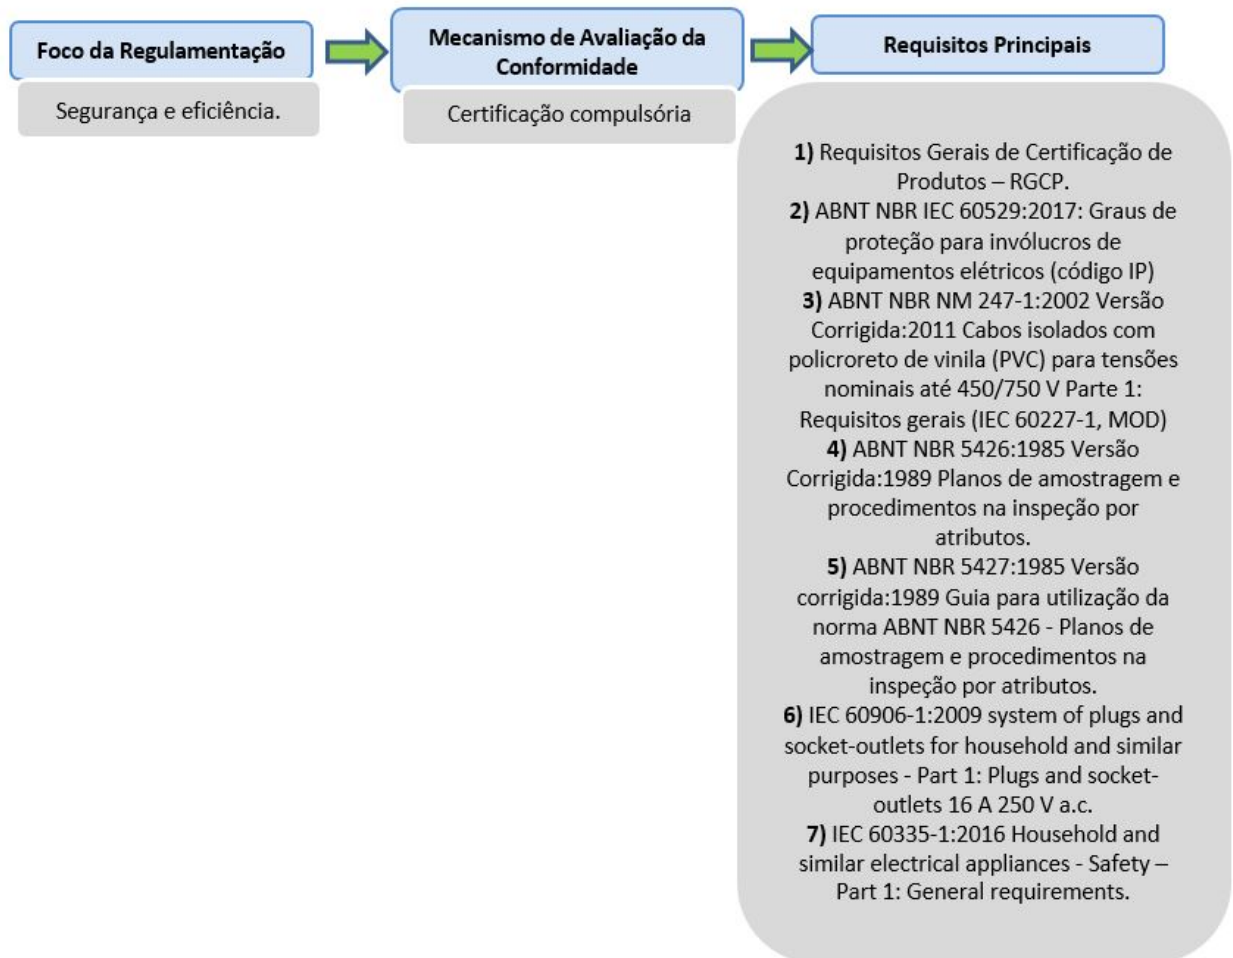 Foco da Regulamentação
Segurança e eficiência.
Mecanismo de Avaliação da
Conformidade
Certificação compulsória
Requisitos Principais
1) Requisitos Gerais de Certificação de
Produtos – RGCP.
2) ABNT NBR IEC 60529:2017: Graus de
proteção para invólucros de
equipamentos elétricos (código IP)
3) ABNT NBR NM 247-1:2002 Versão
Corrigida:2011 Cabos isolados com
policroreto de vinila (PVC) para tensões
nominais até 450/750 V Parte 1:
Requisitos gerais (IEC 60227-1, MOD)
4) ABNT NBR 5426:1985 Versão
Corrigida:1989 Planos de amostragem e
procedimentos na inspeção por
atributos.
5) ABNT NBR 5427:1985 Versão
corrigida:1989 Guia para utilização da
norma ABNT NBR 5426 - Planos de
amostragem e procedimentos na
inspeção por atributos.
6) IEC 60906-1:2009 system of plugs and
socket-outlets for household and similar
purposes - Part 1: Plugs and socket-
outlets 16 A 250 V a.c.
7) IEC 60335-1:2016 Household and
similar electrical appliances - Safety –
Part 1: General requirements.